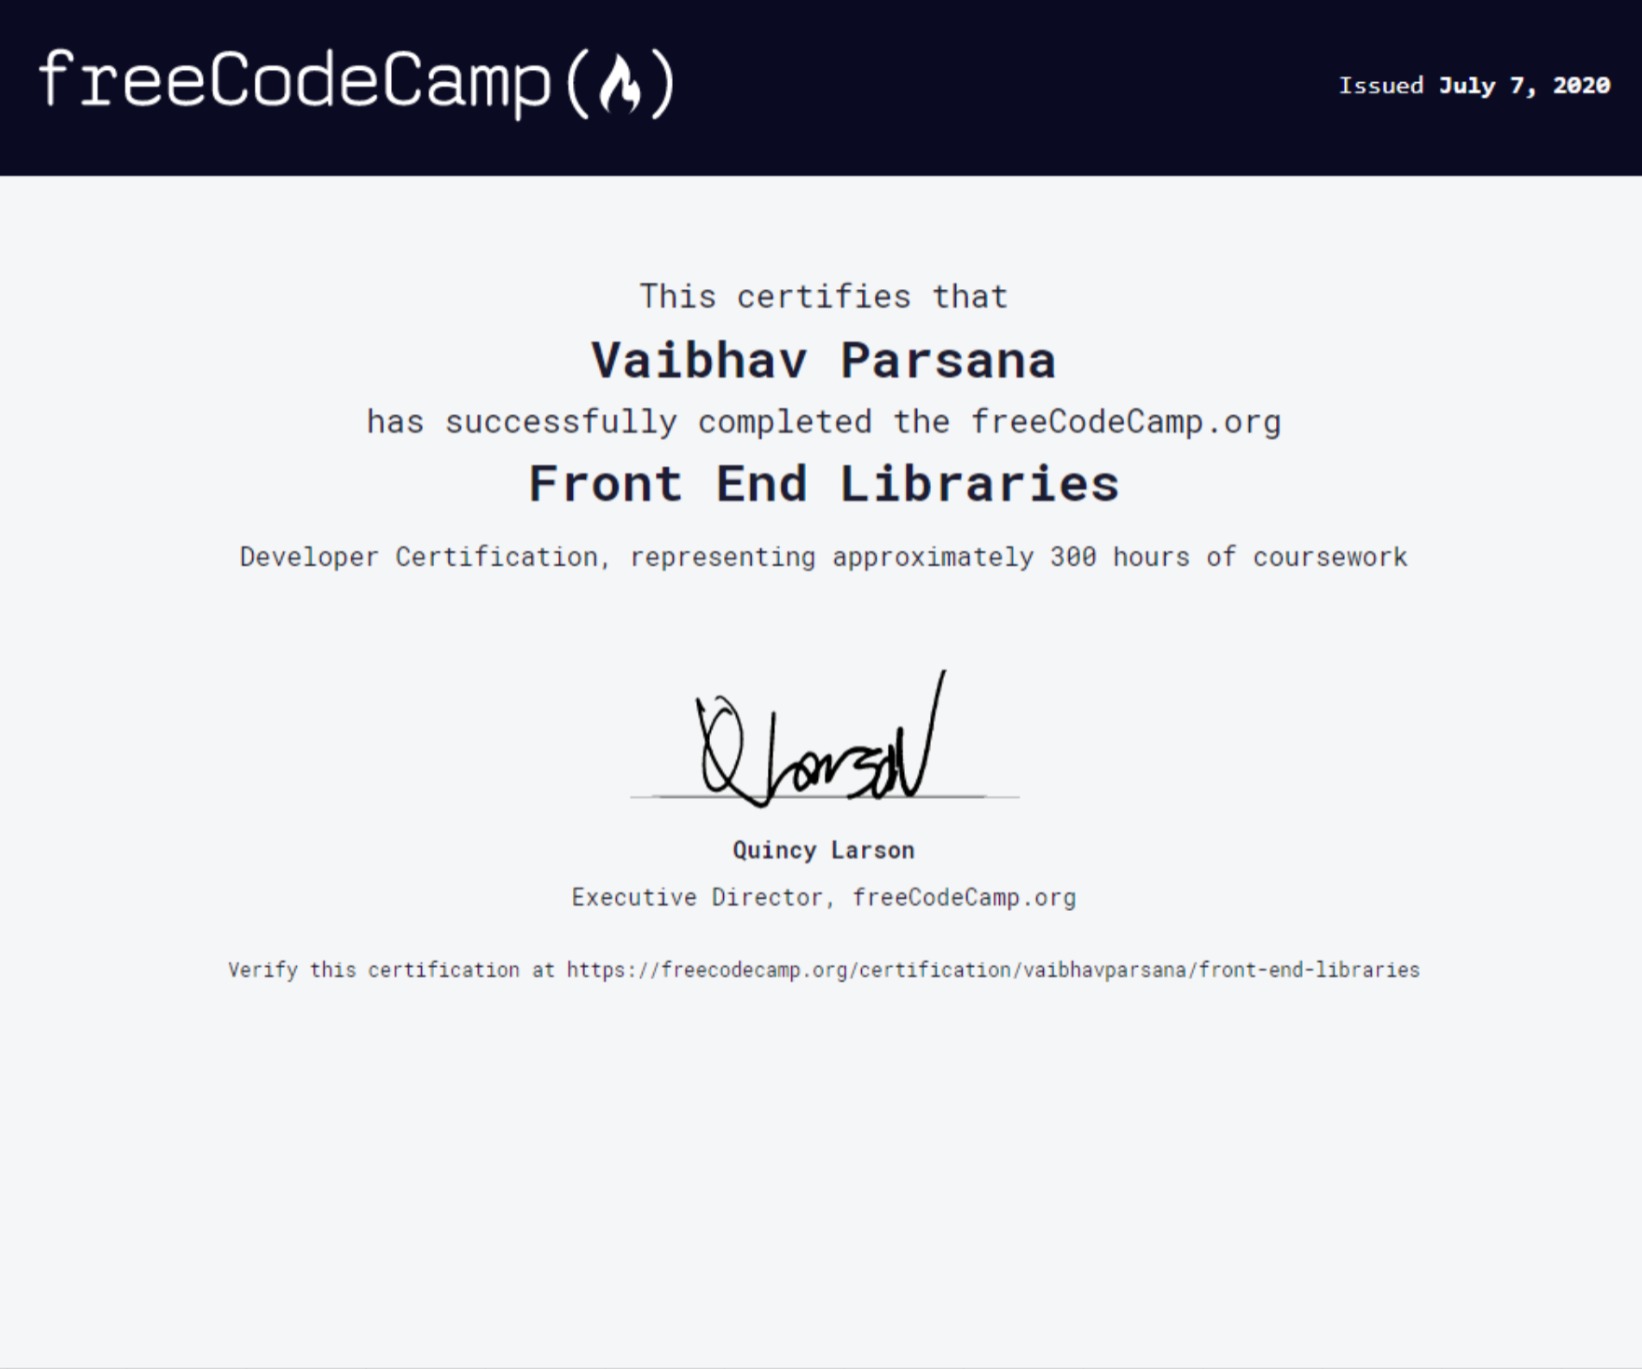 freeCodeCamp(🔥)
Issued July 7, 2020
This certifies that
Vaibhav Parsana
has successfully completed the freeCodeCamp.org
Front End Libraries
Developer Certification, representing approximately 300 hours of coursework
QLarson
Quincy Larson
Executive Director, freeCodeCamp.org
Verify this certification at https://freecodecamp.org/certification/vaibhavparsana/front-end-libraries